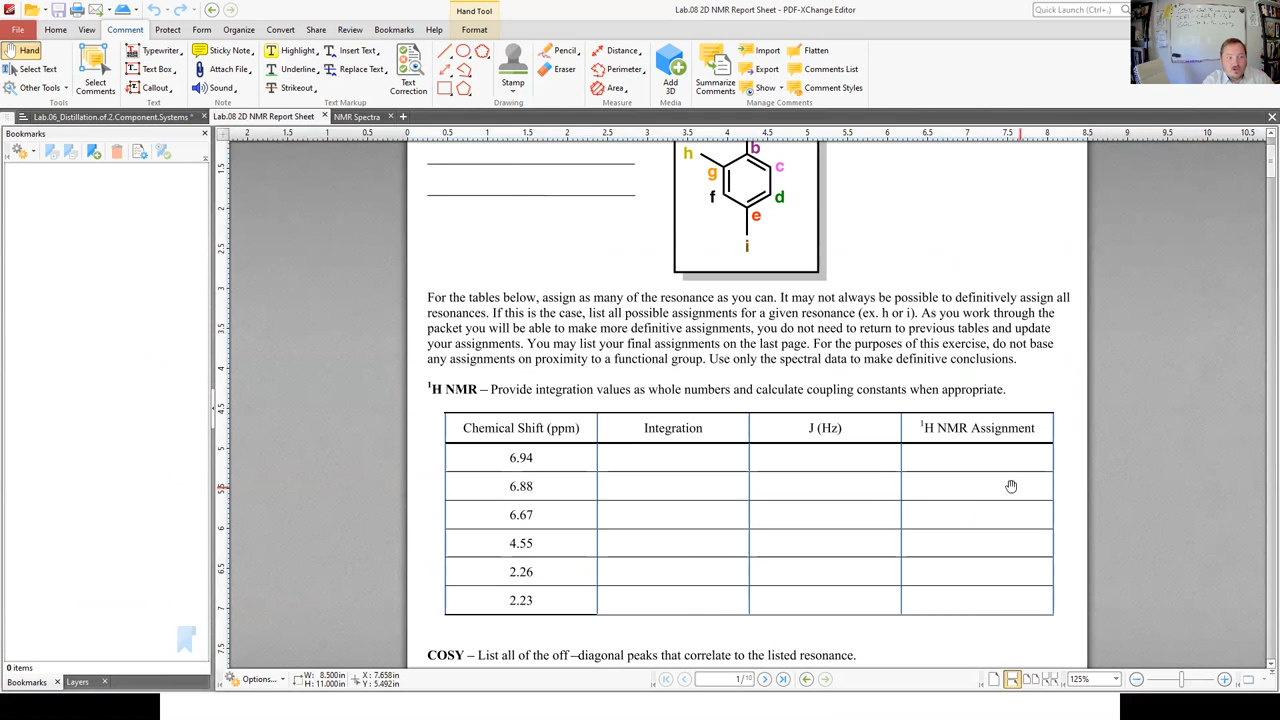 Hand Tool
Lab.08 2D NMR Report Sheet - PDF-XChange Editor
Quick Launch (Ctrl+.)
File
Home
View
Comment
Protect
Form
Organize
Convert
Share
Review
Bookmarks
Help
Format
Hand
Select Text
Other Tools
Tools
Select Comments
Typewriter
Text Box
Callout
Text
Sticky Note
Attach File
Sound
Note
Highlight
Underline
Strikeout
Insert Text
Replace Text
Text Correction
Text Markup
Stamp
Pencil
Eraser
Drawing
Distance
Perimeter
Area
Measure
Add 3D
Media
Summarize Comments
Import
Export
Show
Flatten
Comments List
Comment Styles
Manage Comments
Lab.06_Distillation.of.2.Component.Systems *
Lab.08 2D NMR Report Sheet
NMR Spectra
Bookmarks
b
h
c
g
f
d
e
i
For the tables below, assign as many of the resonance as you can. It may not always be possible to definitively assign all
resonances. If this is the case, list all possible assignments for a given resonance (ex. h or i). As you work through the
packet you will be able to make more definitive assignments, you do not need to return to previous tables and update
your assignments. You may list your final assignments on the last page. For the purposes of this exercise, do not base
any assignments on proximity to a functional group. Use only the spectral data to make definitive conclusions.
1H NMR – Provide integration values as whole numbers and calculate coupling constants when appropriate.
Chemical Shift (ppm) Integration J (Hz) 1H NMR Assignment
6.94
6.88
6.67
4.55
2.26
2.23
COSY – List all of the off–diagonal peaks that correlate to the listed resonance.
0 items
Bookmarks
Layers
Options...
W: 8.500in
H: 11.000in
X: 7.658in
Y: 5.492in
1/10
125%